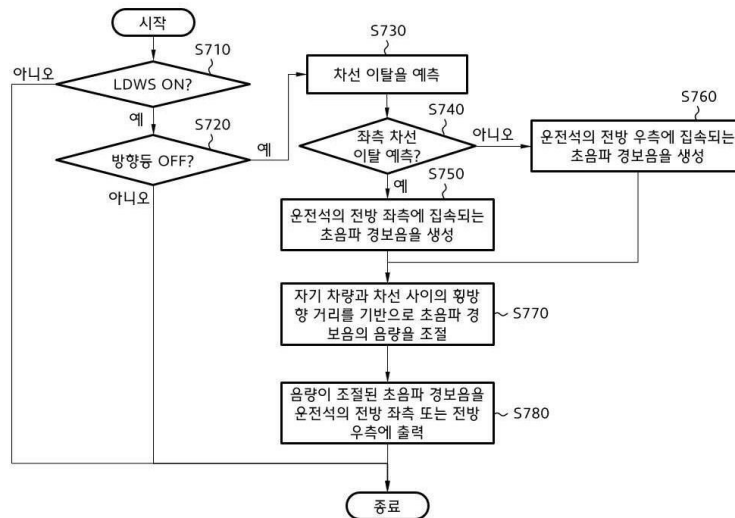 시작
S710
LDWS ON?
아니오
예
S720
방향등 OFF?
예
아니오
S730
차선 이탈을 예측
S740
좌측 차선
이탈 예측?
아니오
예
S760
운전석의 전방 우측에 집속되는
초음파 경보음을 생성
S750
운전석의 전방 좌측에 집속되는
초음파 경보음을 생성
자기 차량과 차선 사이의 횡방
향 거리를 기반으로 초음파 경
보음의 음량을 조절
S770
음량이 조절된 초음파 경보음을
운전석의 전방 좌측 또는 전방
우측에 출력
S780
종료